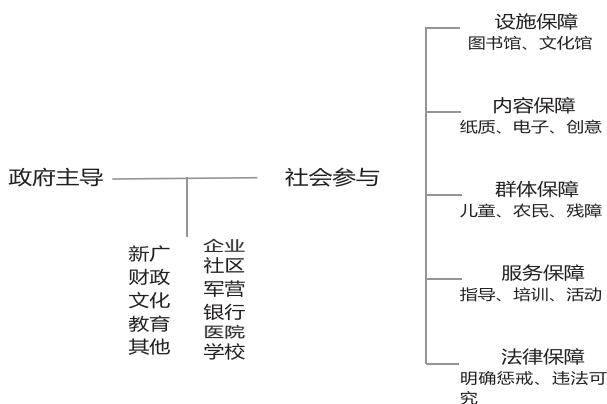 政府主导
社会参与
新广
财政
文化
教育
其他
企业
社区
军营
银行
医院
学校
设施保障
图书馆、文化馆
内容保障
纸质、电子、创意
群体保障
儿童、农民、残障
服务保障
指导、培训、活动
法律保障
明确惩戒、违法可
究